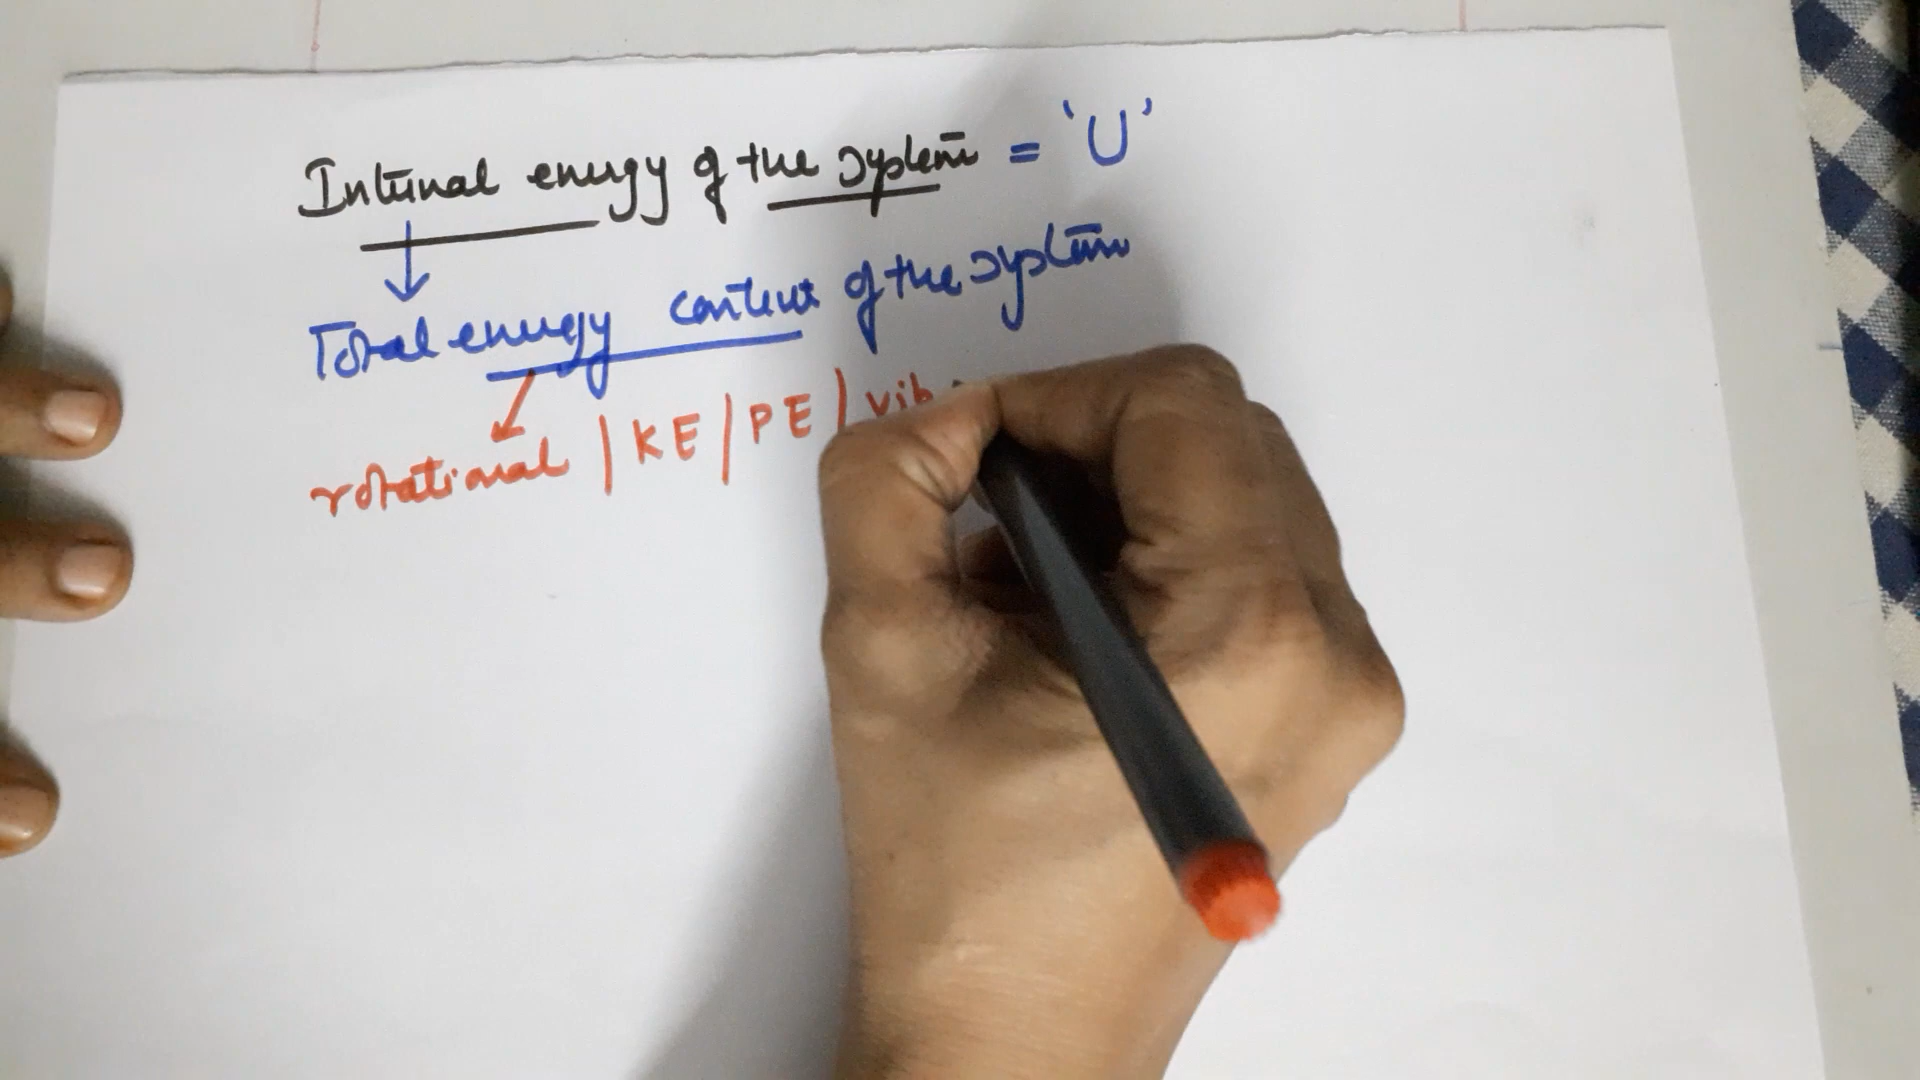 Internal energy of the system = 'U'
Total energy content of the system
rotational | KE | PE | vib